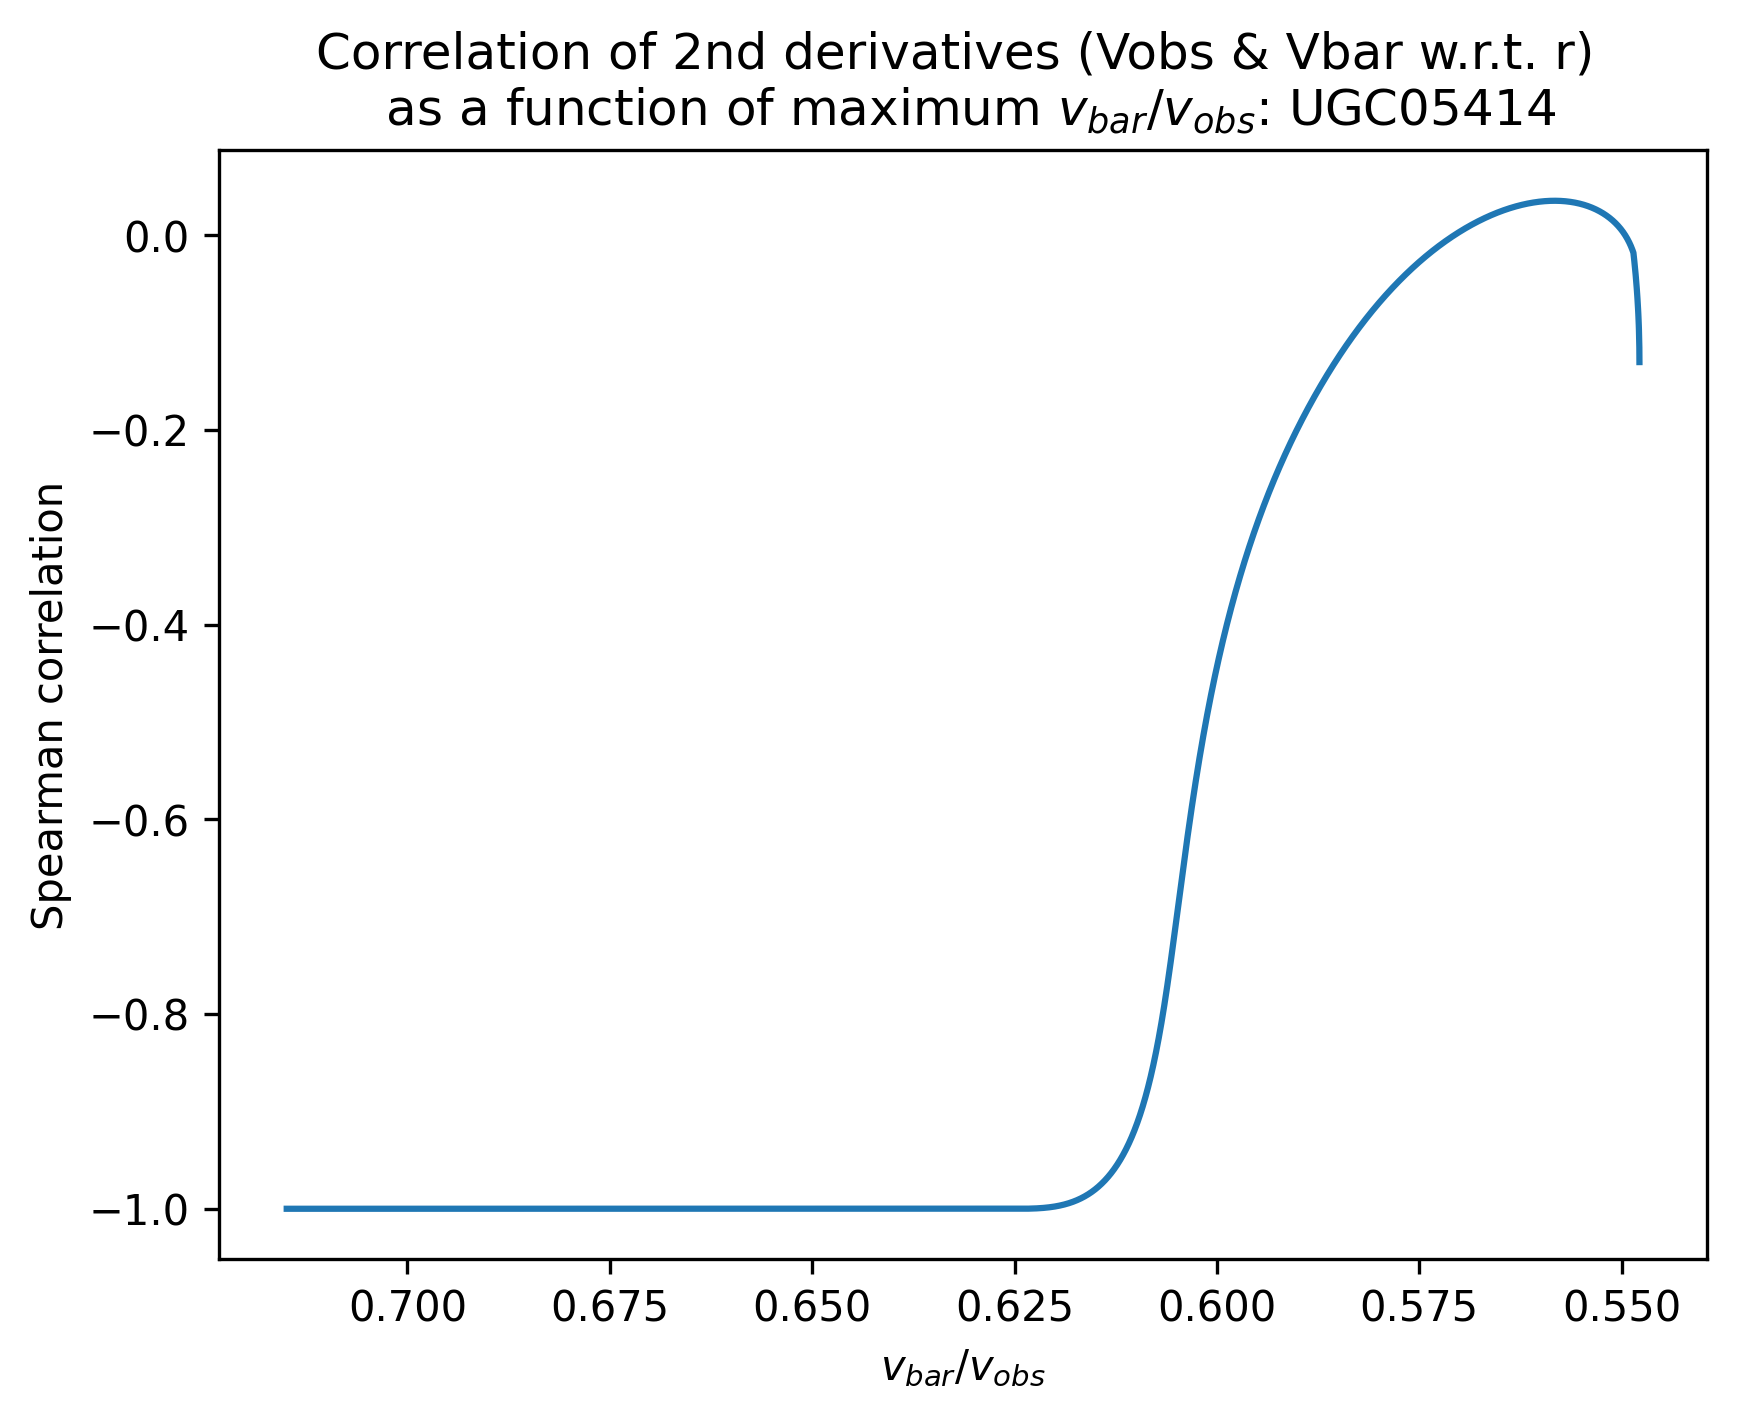 Correlation of 2nd derivatives (Vobs & Vbar w.r.t. r)
as a function of maximum v_bar/v_obs: UGC05414
0.0
−0.2
−0.4
−0.6
−0.8
−1.0
Spearman correlation
0.700 0.675 0.650 0.625 0.600 0.575 0.550
v_bar/v_obs